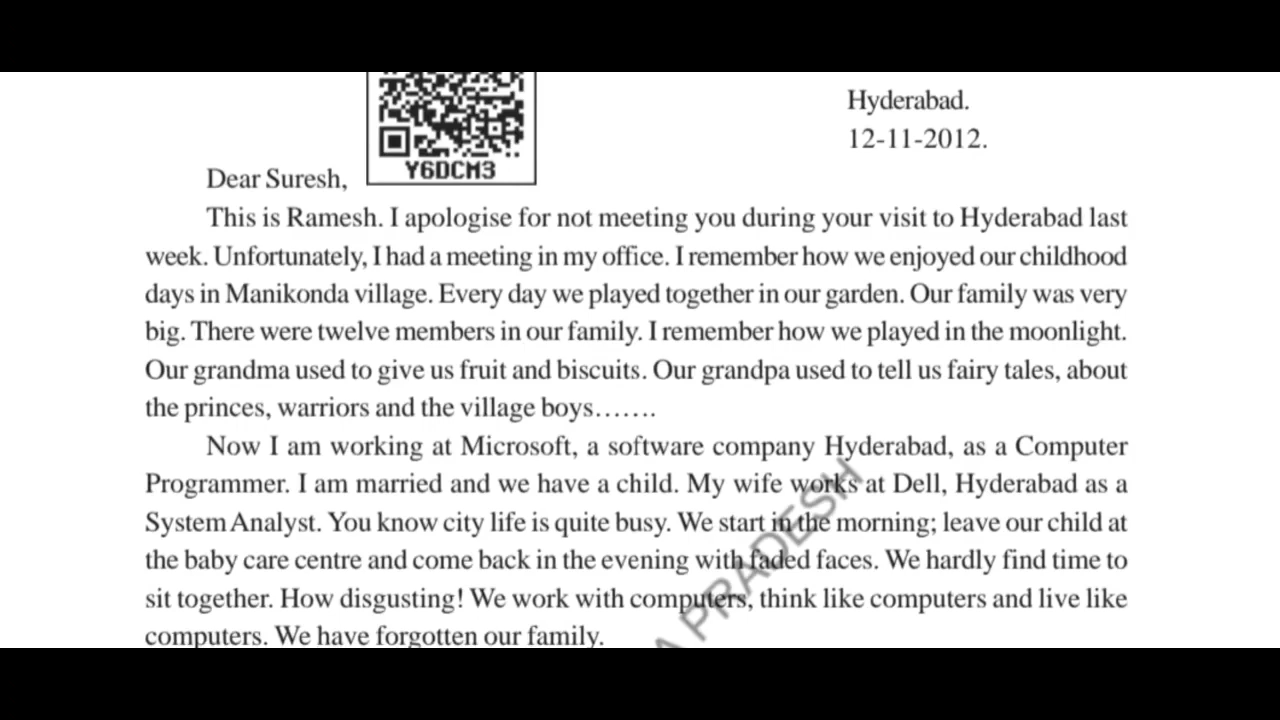 Hyderabad.
12-11-2012.
Y6DCM3
Dear Suresh,
This is Ramesh. I apologise for not meeting you during your visit to Hyderabad last
week. Unfortunately, I had a meeting in my office. I remember how we enjoyed our childhood
days in Manikonda village. Every day we played together in our garden. Our family was very
big. There were twelve members in our family. I remember how we played in the moonlight.
Our grandma used to give us fruit and biscuits. Our grandpa used to tell us fairy tales, about
the princes, warriors and the village boys.......
Now I am working at Microsoft, a software company Hyderabad, as a Computer
Programmer. I am married and we have a child. My wife works at Dell, Hyderabad as a
System Analyst. You know city life is quite busy. We start in the morning; leave our child at
the baby care centre and come back in the evening with faded faces. We hardly find time to
sit together. How disgusting! We work with computers, think like computers and live like
computers. We have forgotten our family.
A PRADESH